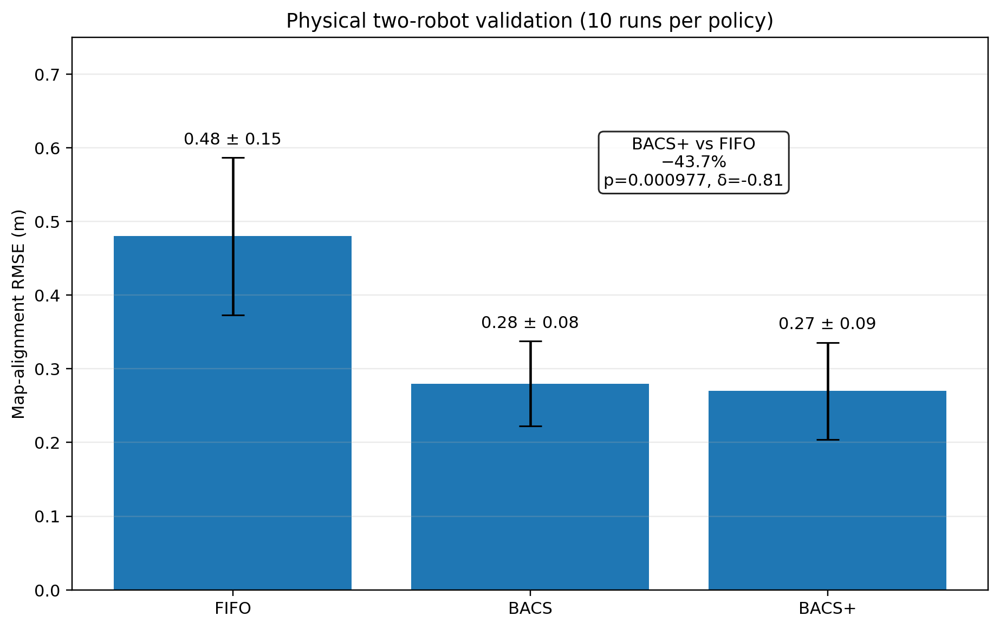 Physical two-robot validation (10 runs per policy)
Map-alignment RMSE (m)
0.7
0.6
0.5
0.4
0.3
0.2
0.1
0.0
0.48 ± 0.15
0.28 ± 0.08
0.27 ± 0.09
BACS+ vs FIFO
−43.7%
p=0.000977, δ=-0.81
FIFO
BACS
BACS+